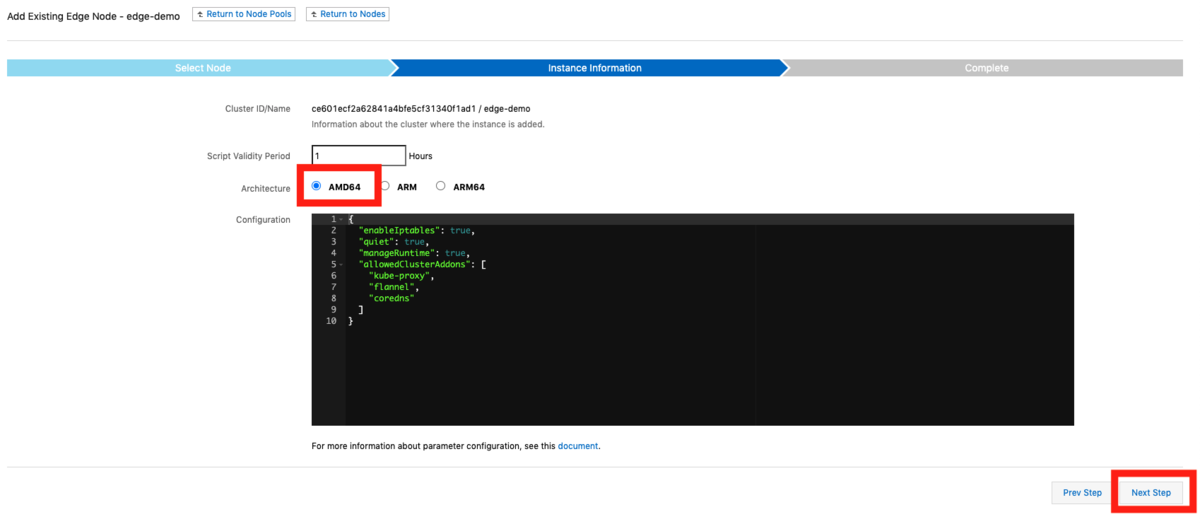 Add Existing Edge Node - edge-demo
Return to Node Pools
Return to Nodes
Select Node
Instance Information
Complete
Cluster ID/Name
ce601ecf2a62841a4bfe5cf31340f1ad1 / edge-demo
Information about the cluster where the instance is added.
Script Validity Period
1
Hours
Architecture
AMD64
ARM
ARM64
Configuration
1 {
2 "enableIptables": true,
3 "quiet": true,
4 "manageRuntime": true,
5 "allowedClusterAddons": [
6 "kube-proxy",
7 "flannel",
8 "coredns"
9 ]
10 }
For more information about parameter configuration, see this document.
Prev Step
Next Step